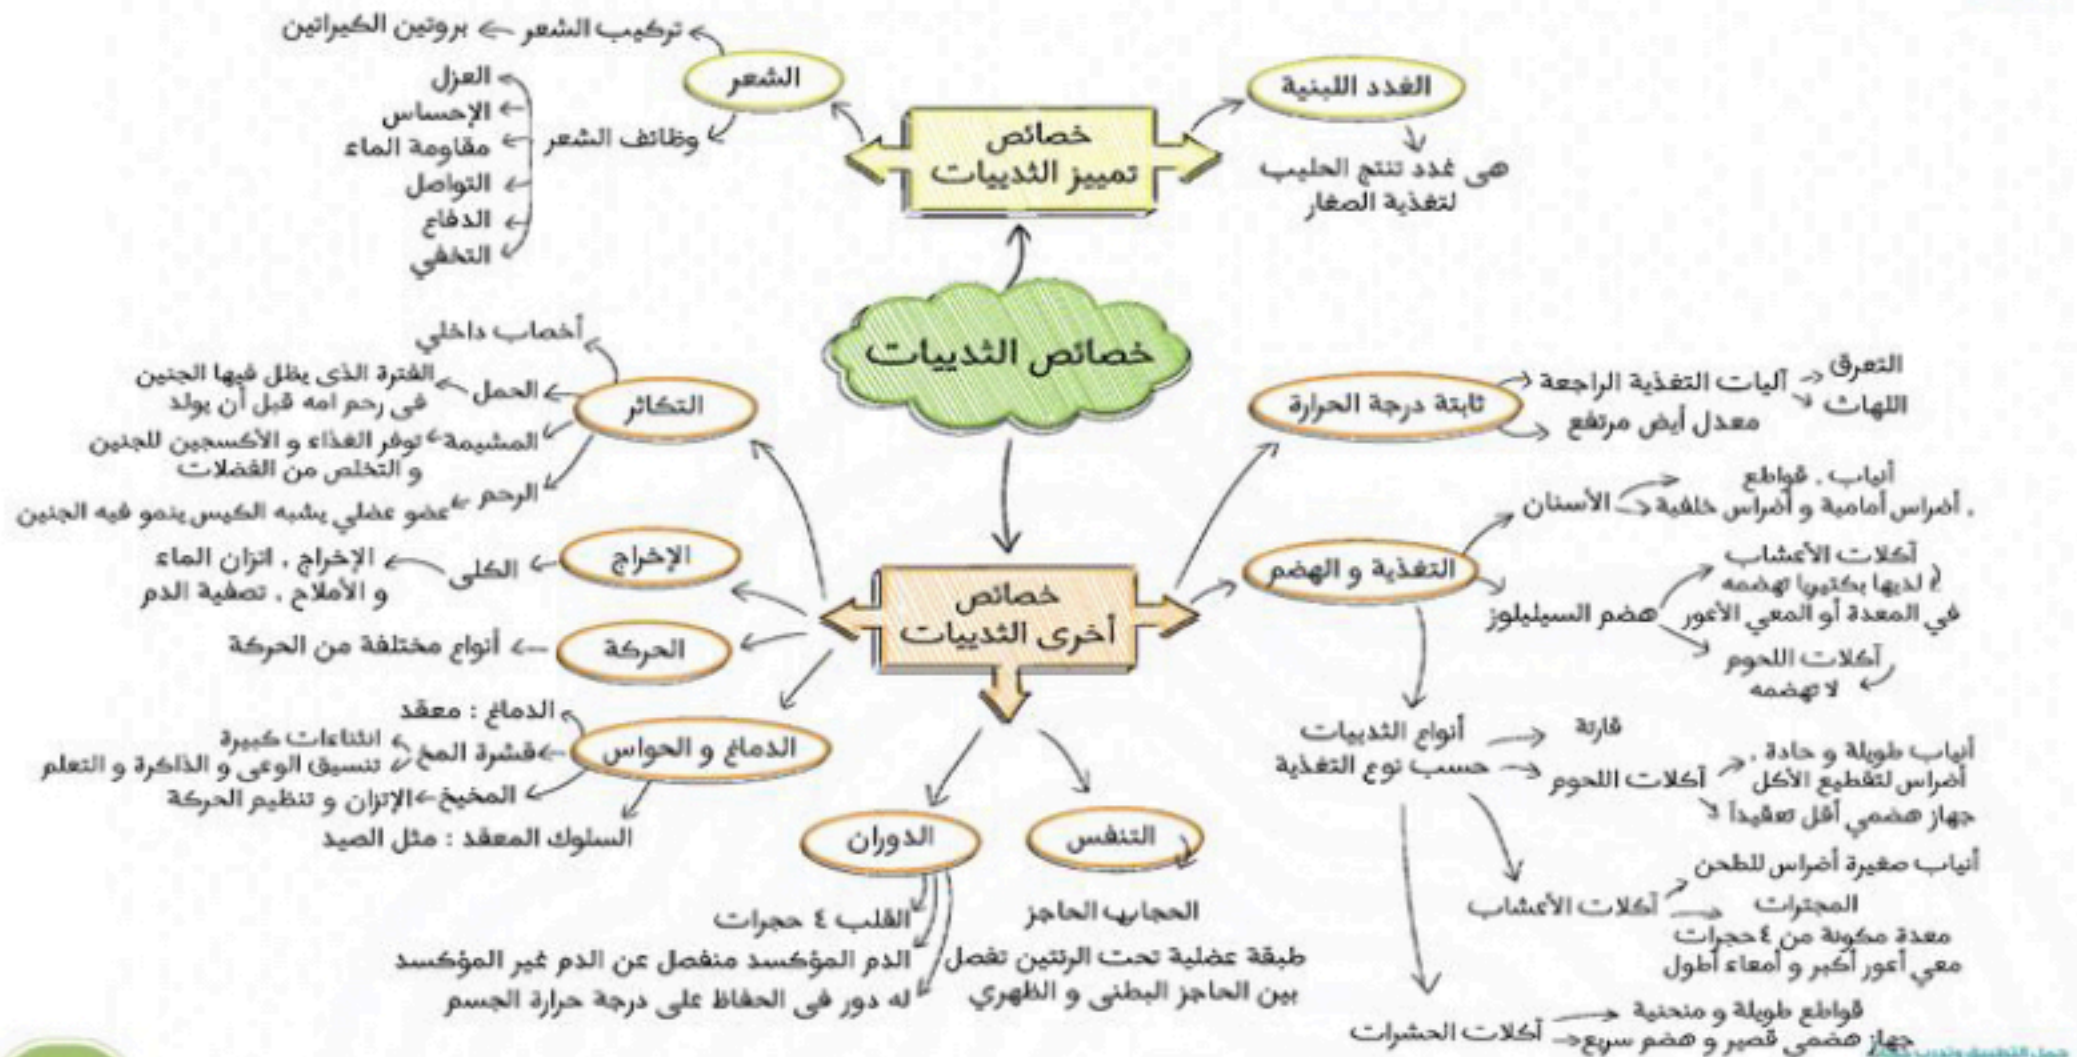 خصائص الثدييات
خصائص
تمييز الثدييات
الغدد اللبنية
هى غدد تنتج الحليب
لتغذية الصغار
الشعر
تركيب الشعر
بروتين الكيراتين
وظائف الشعر
العزل
الإحساس
مقاومة الماء
التواصل
الدفاع
التخفي
خصائص
أخرى الثدييات
ثابتة درجة الحرارة
آليات التغذية الراجعة
التعرق
اللهاث
معدل أيض مرتفع
التغذية و الهضم
الأسنان
أنياب . قواطع
. أضراس أمامية و أضراس خلفية
هضم السيليلوز
آكلات الأعشاب
لديها بكتيريا تهضمه
في المعدة أو المعي الأعور
آكلات اللحوم
لا تهضمه
أنواع الثدييات
حسب نوع التغذية
قارتة
آكلات اللحوم
أنياب طويلة و حادة .
أضراس لتقطيع الأكل
جهاز هضمي أقل تعقيداً
آكلات الأعشاب
أنياب صغيرة أضراس للطحن
المجترات
معدة مكونة من ٤ حجرات
معي أعور أكبر و أمعاء أطول
آكلات الحشرات
قواطع طويلة و منحنية
جهاز هضمي قصير و هضم سريع
التنفس
الحجاب الحاجز
طبقة عضلية تحت الرئتين تفصل
بين الحاجز البطنى و الظهري
الدوران
القلب ٤ حجرات
الدم المؤكسد منفصل عن الدم غير المؤكسد
له دور فى الحفاظ على درجة حرارة الجسم
التكاثر
أخصاب داخلي
الحمل
الفترة الذى يظل فيها الجنين
فى رحم امه قبل أن يولد
المشيمة
توفر الغذاء و الأكسجين للجنين
و التخلص من الفضلات
الرحم
عضو عضلي يشبه الكيس ينمو فيه الجنين
الإخراج
الكلى
الإخراج . اتزان الماء
و الأملاح . تصفية الدم
الحركة
أنواع مختلفة من الحركة
الدماغ و الحواس
الدماغ : معقد
قشرة المخ
انثناءات كبيرة
تنسيق الوعى و الذاكرة و التعلم
المخيخ
الإتزان و تنظيم الحركة
السلوك المعقد : مثل الصيد